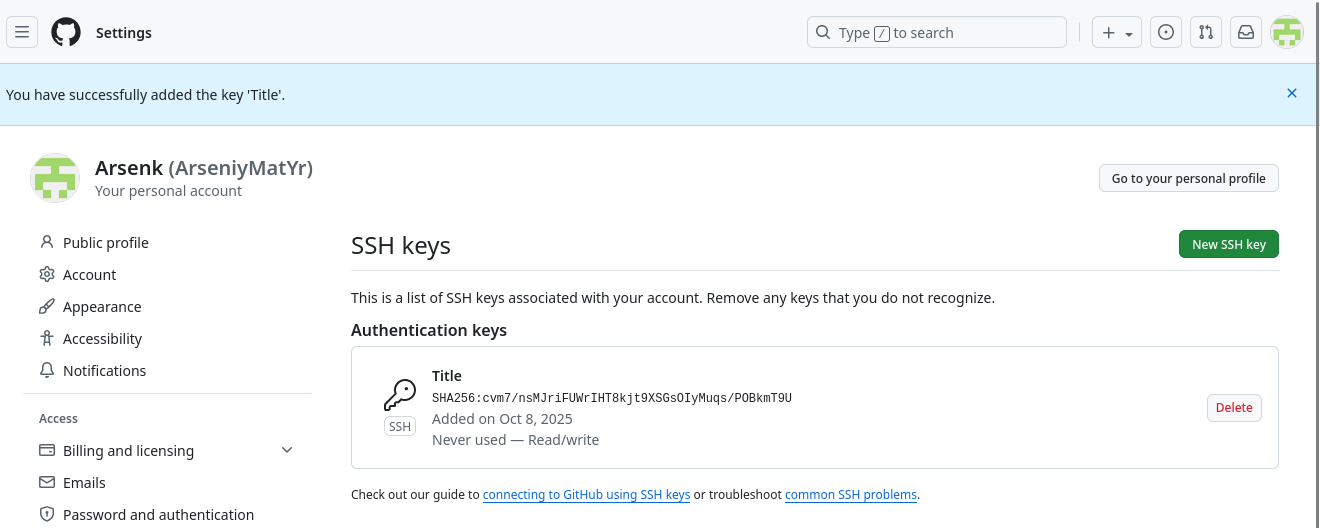 Settings
Type / to search
You have successfully added the key 'Title'.
Arsenk (ArseniyMatYr)
Your personal account
Go to your personal profile
Public profile
Account
Appearance
Accessibility
Notifications
Access
Billing and licensing
Emails
Password and authentication
SSH keys
New SSH key
This is a list of SSH keys associated with your account. Remove any keys that you do not recognize.
Authentication keys
Title
SHA256:cvm7/nsMJriFUWrIHT8kjt9XSGsOIyMuqs/POBkmT9U
Added on Oct 8, 2025
Never used — Read/write
SSH
Delete
Check out our guide to connecting to GitHub using SSH keys or troubleshoot common SSH problems.